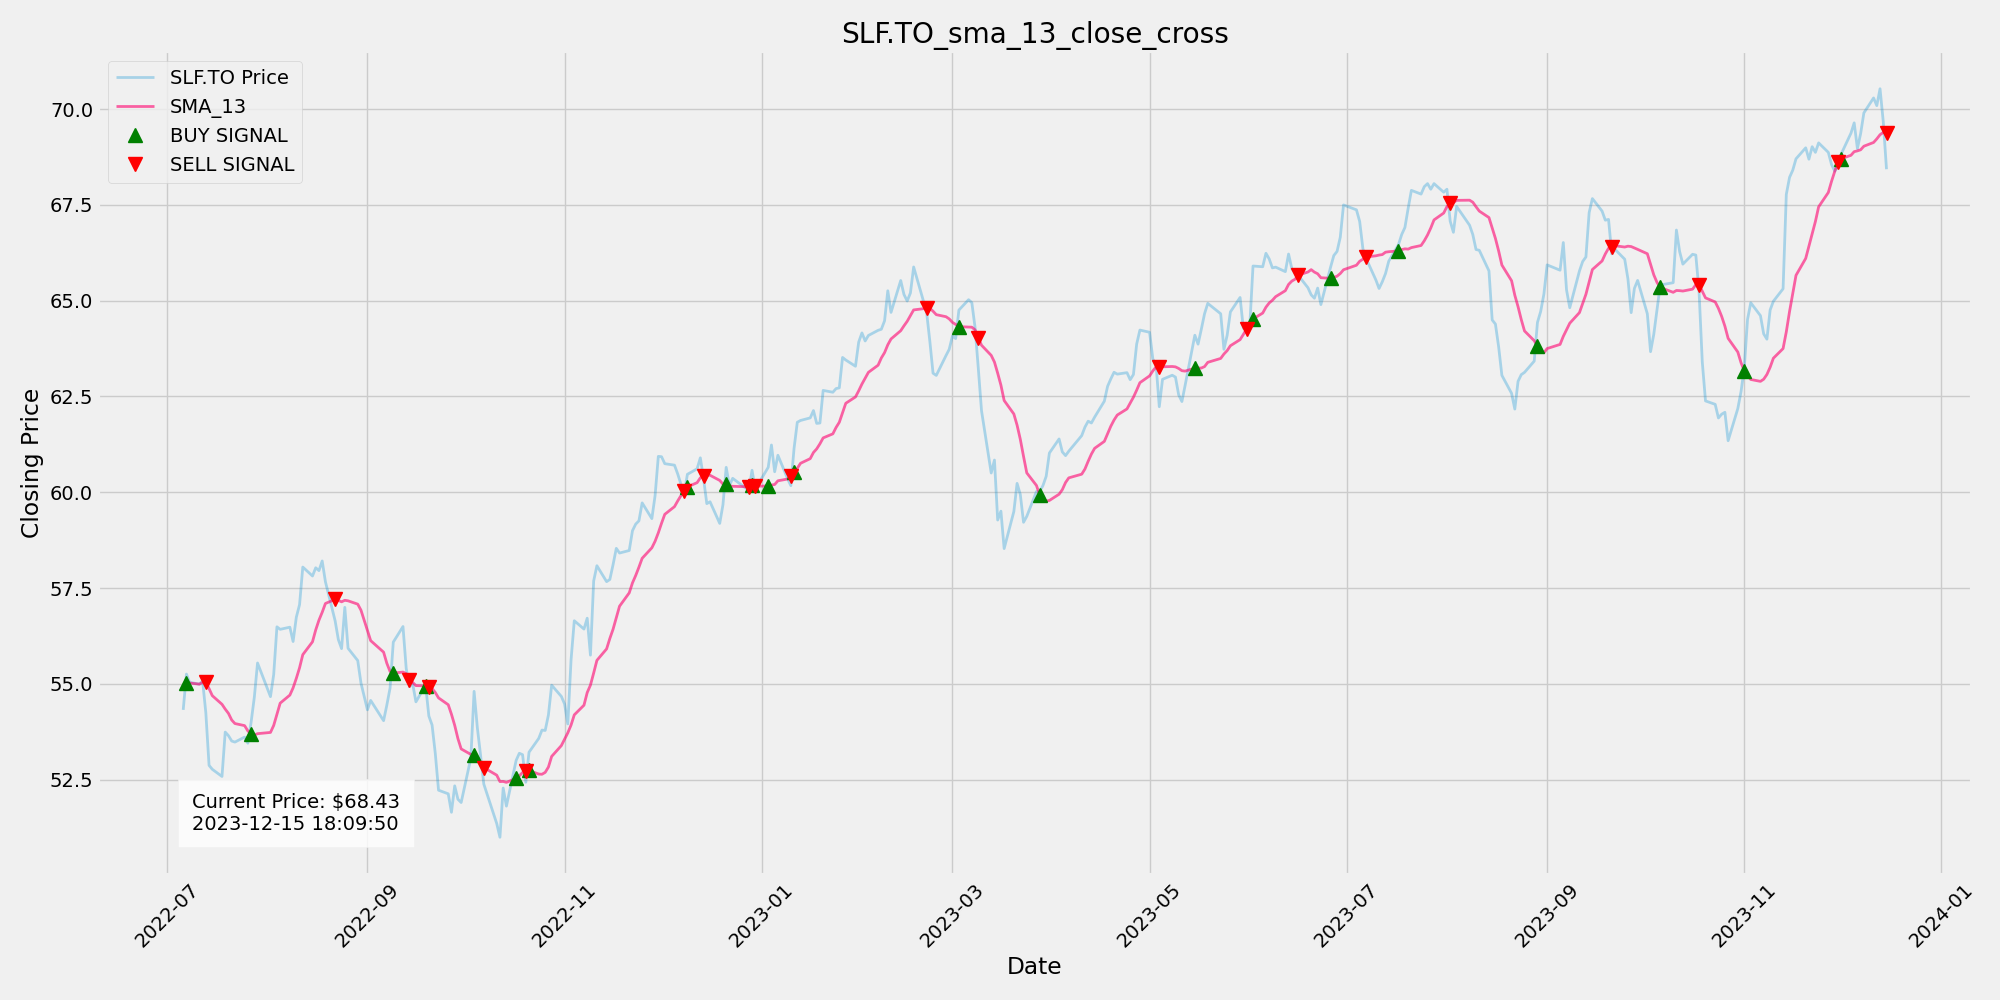 SLF.TO_sma_13_close_cross
SLF.TO Price
SMA_13
BUY SIGNAL
SELL SIGNAL
70.0
67.5
65.0
62.5
60.0
57.5
55.0
52.5
Closing Price
Current Price: $68.43
2023-12-15 18:09:50
2022-07
2022-09
2022-11
2023-01
2023-03
2023-05
2023-07
2023-09
2023-11
2024-01
Date